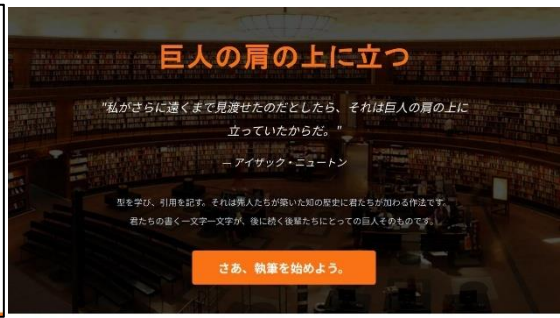 巨人の肩の上に立つ
"私がさらに遠くまで見渡せたのだとしたら、それは巨人の肩の上に
立っていたからだ。"
— アイザック・ニュートン
型を学び、引用を記す。それは先人たちが築いた知の歴史に君たちが加わる作法です。
君たちの書く一文字一文字が、後に続く後輩たちにとっての巨人そのものです。
さあ、執筆を始めよう。